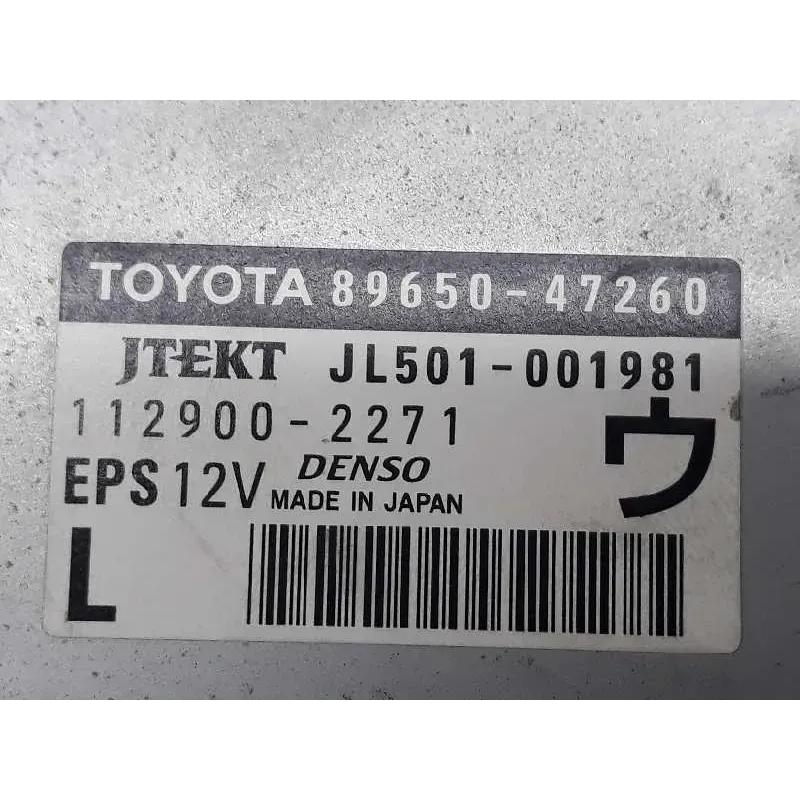 TOYOTA 89650-47260
JTEKT JL501-001981
112900-2271
ウ
EPS 12V DENSO
MADE IN JAPAN
L